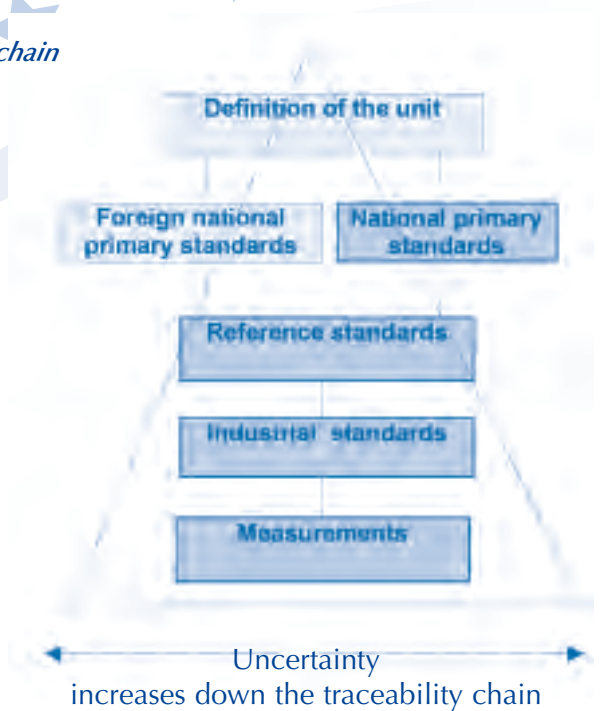 chain
Definition of the unit
Foreign national
primary standards
National primary
standards
Reference standards
Industrial standards
Measurements
Uncertainty
increases down the traceability chain